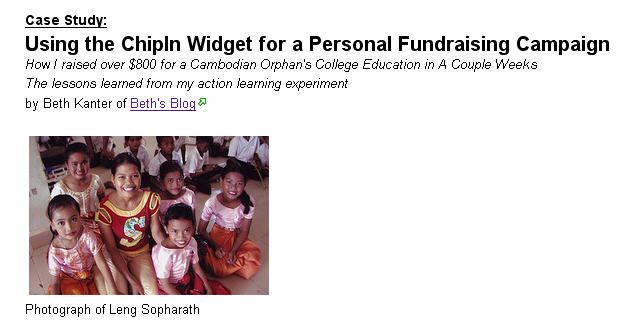 Case Study:
Using the ChipIn Widget for a Personal Fundraising Campaign
How I raised over $800 for a Cambodian Orphan's College Education in A Couple Weeks
The lessons learned from my action learning experiment
by Beth Kanter of Beth's Blog
Photograph of Leng Sopharath